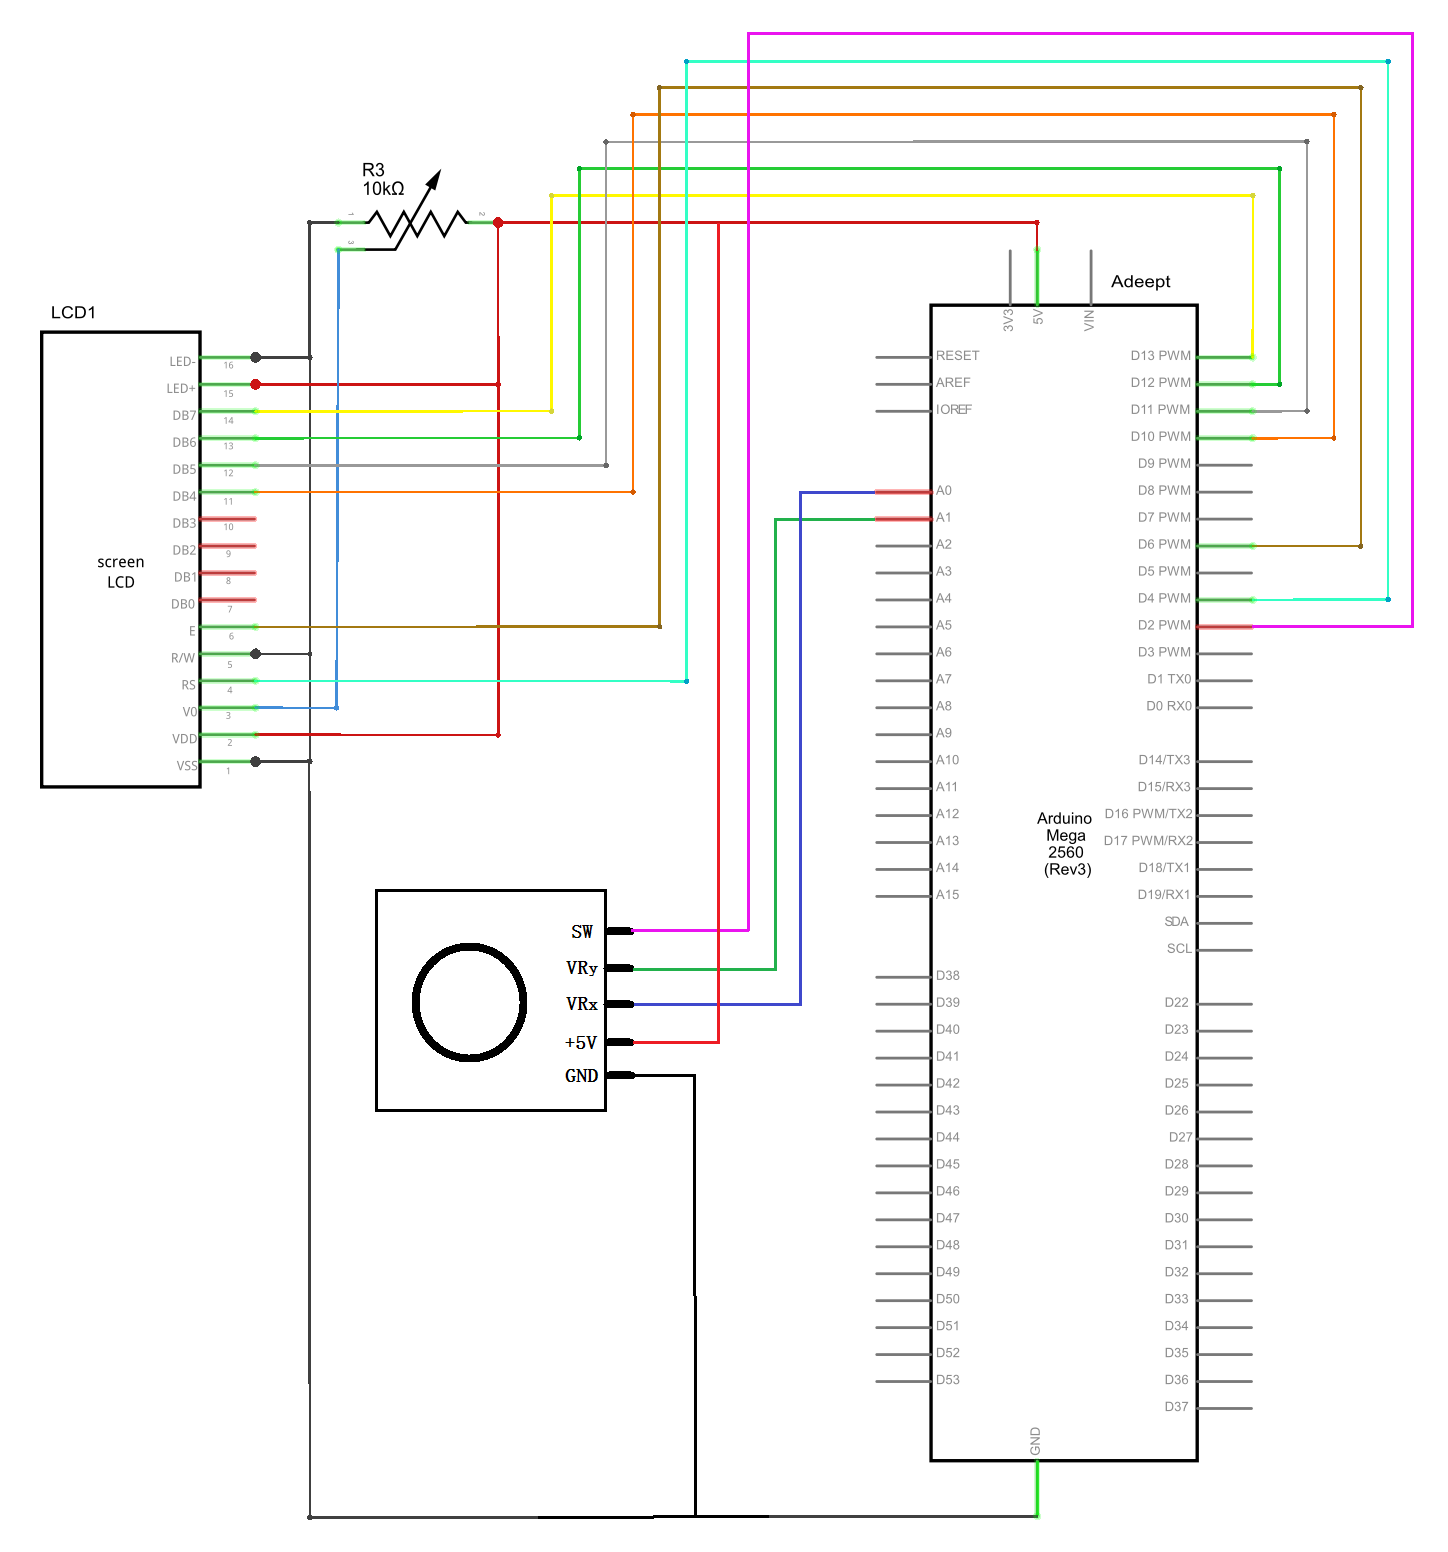 R3
10kΩ
1
2
3
LCD1
LED-
16
LED+
15
DB7
14
DB6
13
DB5
12
DB4
11
DB3
10
DB2
9
DB1
8
DB0
7
E
6
R/W
5
RS
4
V0
3
VDD
2
VSS
1
screen
LCD
SW
VRy
VRx
+5V
GND
Adeept
3V3
5V
VIN
RESET
AREF
IOREF
A0
A1
A2
A3
A4
A5
A6
A7
A8
A9
A10
A11
A12
A13
A14
A15
D38
D39
D40
D41
D42
D43
D44
D45
D46
D47
D48
D49
D50
D51
D52
D53
Arduino
Mega
2560
(Rev3)
D13 PWM
D12 PWM
D11 PWM
D10 PWM
D9 PWM
D8 PWM
D7 PWM
D6 PWM
D5 PWM
D4 PWM
D2 PWM
D3 PWM
D1 TX0
D0 RX0
D14/TX3
D15/RX3
D16 PWM/TX2
D17 PWM/RX2
D18/TX1
D19/RX1
SDA
SCL
D22
D23
D24
D25
D26
D27
D28
D29
D30
D31
D32
D33
D34
D35
D36
D37
GND